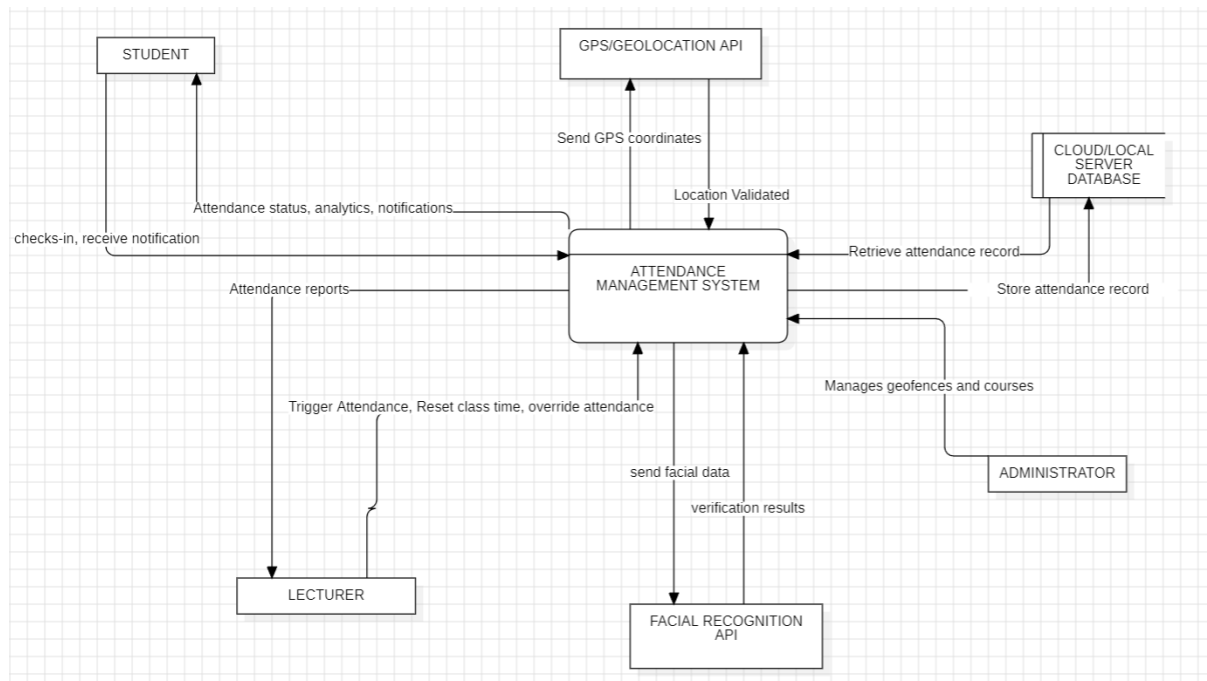 STUDENT
GPS/GEOLOCATION API
Send GPS coordinates
CLOUD/LOCAL
SERVER
DATABASE
Location Validated
Attendance status, analytics, notifications
checks-in, receive notification
Retrieve attendance record
ATTENDANCE
MANAGEMENT SYSTEM
Attendance reports
Store attendance record
Manages geofences and courses
Trigger Attendance, Reset class time, override attendance
send facial data
ADMINISTRATOR
verification results
LECTURER
FACIAL RECOGNITION
API